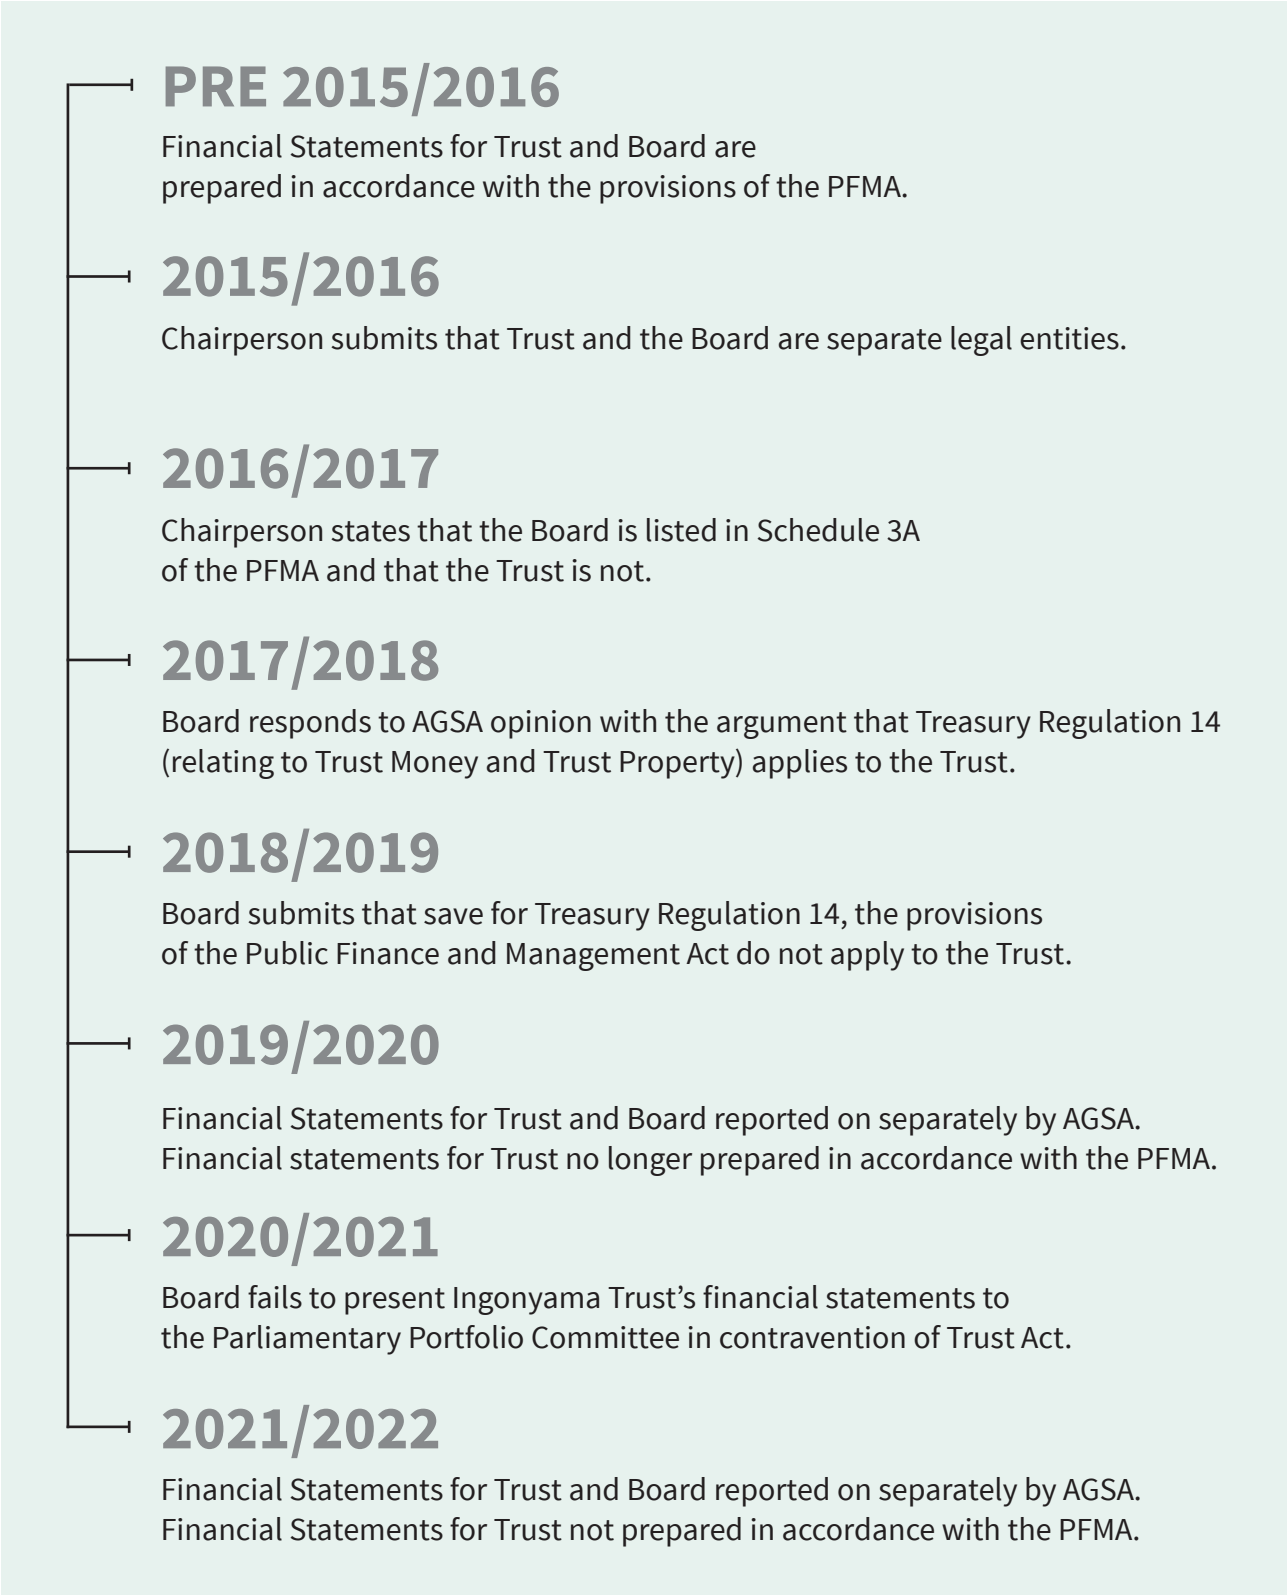 PRE 2015/2016
Financial Statements for Trust and Board are
prepared in accordance with the provisions of the PFMA.
2015/2016
Chairperson submits that Trust and the Board are separate legal entities.
2016/2017
Chairperson states that the Board is listed in Schedule 3A
of the PFMA and that the Trust is not.
2017/2018
Board responds to AGSA opinion with the argument that Treasury Regulation 14
(relating to Trust Money and Trust Property) applies to the Trust.
2018/2019
Board submits that save for Treasury Regulation 14, the provisions
of the Public Finance and Management Act do not apply to the Trust.
2019/2020
Financial Statements for Trust and Board reported on separately by AGSA.
Financial statements for Trust no longer prepared in accordance with the PFMA.
2020/2021
Board fails to present Ingonyama Trust’s financial statements to
the Parliamentary Portfolio Committee in contravention of Trust Act.
2021/2022
Financial Statements for Trust and Board reported on separately by AGSA.
Financial Statements for Trust not prepared in accordance with the PFMA.